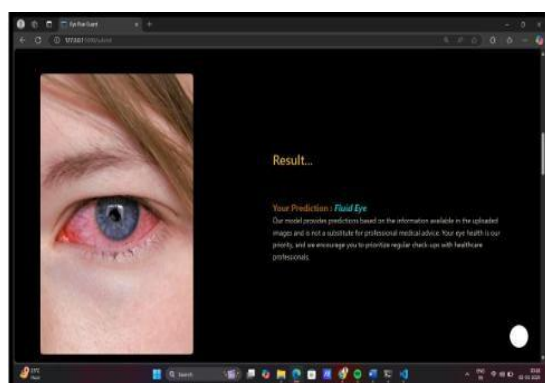 Result...
Your Prediction : Fluid Eye
Our model provides predictions based on the information available in the uploaded
images and is not a substitute for professional medical advice. Your eye health is our
priority, and we encourage you to prioritize regular check-ups with healthcare
professionals.
Search